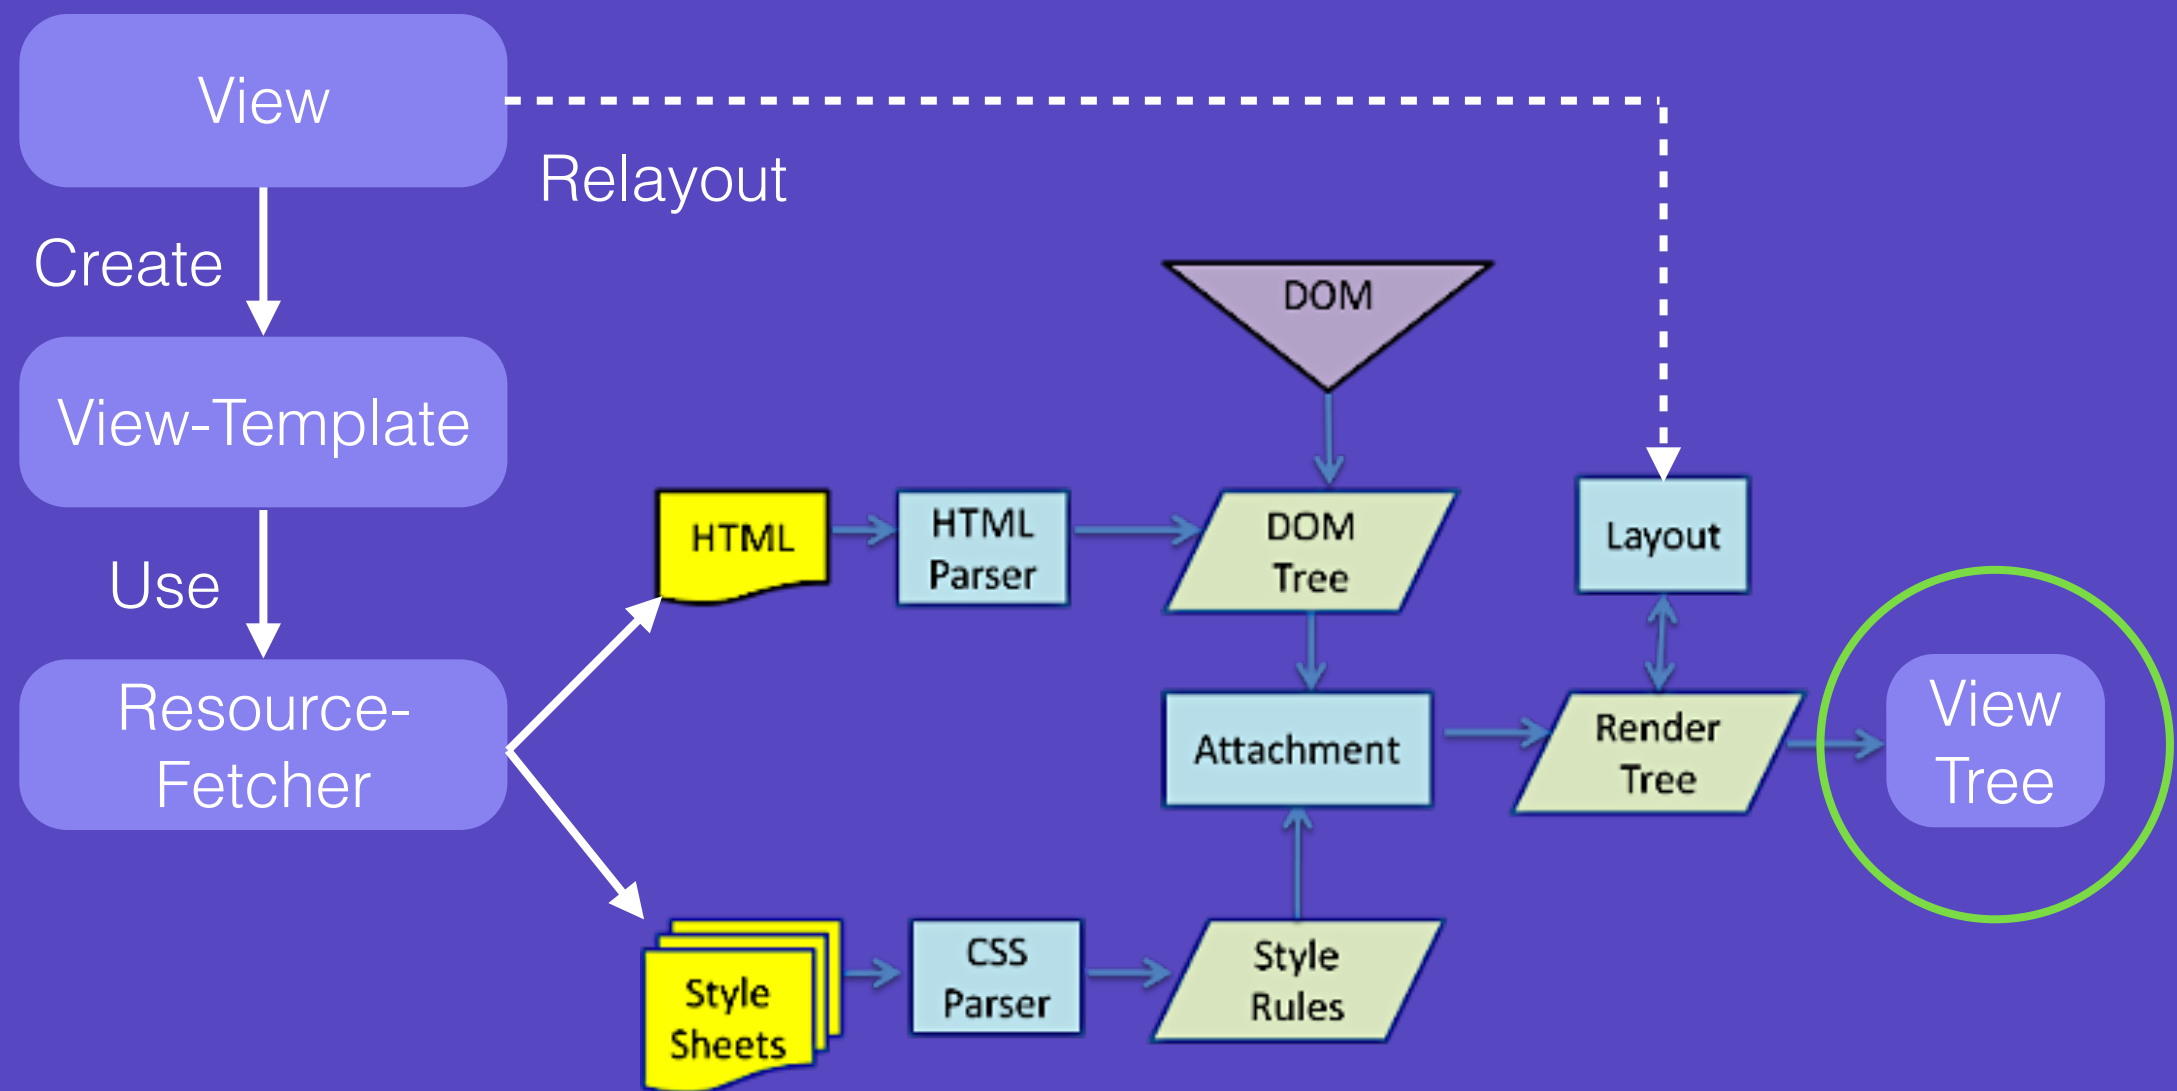 View
Relayout
Create
DOM
View-Template
HTML
HTML
Parser
DOM
Tree
Layout
Use
Resource-
Fetcher
Attachment
Render
Tree
View
Tree
Style
Sheets
CSS
Parser
Style
Rules